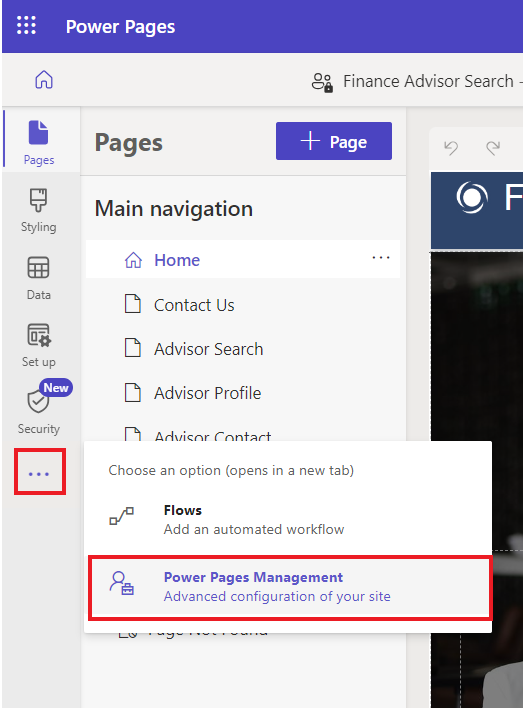 Power Pages
Finance Advisor Search -
Pages
Pages
+ Page
Main navigation
Styling
Home
...
Data
Contact Us
Advisor Search
Set up
Advisor Profile
New
Security
Advisor Contact
...
Choose an option (opens in a new tab)
Flows
Add an automated workflow
Power Pages Management
Advanced configuration of your site
Page Not Found
F